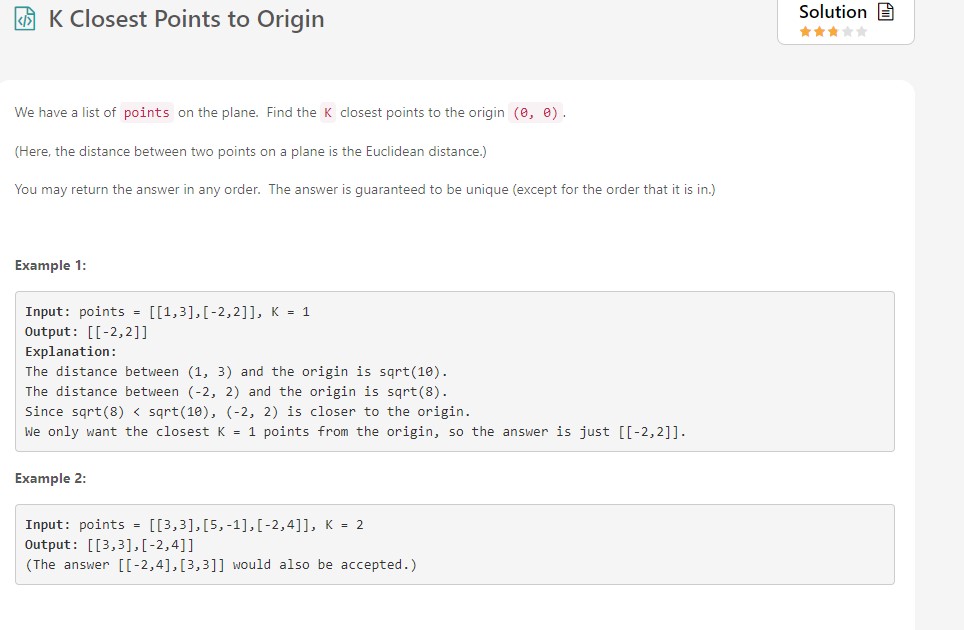 K Closest Points to Origin
Solution
We have a list of points on the plane. Find the K closest points to the origin (0, 0).
(Here, the distance between two points on a plane is the Euclidean distance.)
You may return the answer in any order. The answer is guaranteed to be unique (except for the order that it is in.)
Example 1:
Input: points = [[1,3],[-2,2]], K = 1
Output: [[-2,2]]
Explanation:
The distance between (1, 3) and the origin is sqrt(10).
The distance between (-2, 2) and the origin is sqrt(8).
Since sqrt(8) < sqrt(10), (-2, 2) is closer to the origin.
We only want the closest K = 1 points from the origin, so the answer is just [[-2,2]].
Example 2:
Input: points = [[3,3],[5,-1],[-2,4]], K = 2
Output: [[3,3],[-2,4]]
(The answer [[-2,4],[3,3]] would also be accepted.)